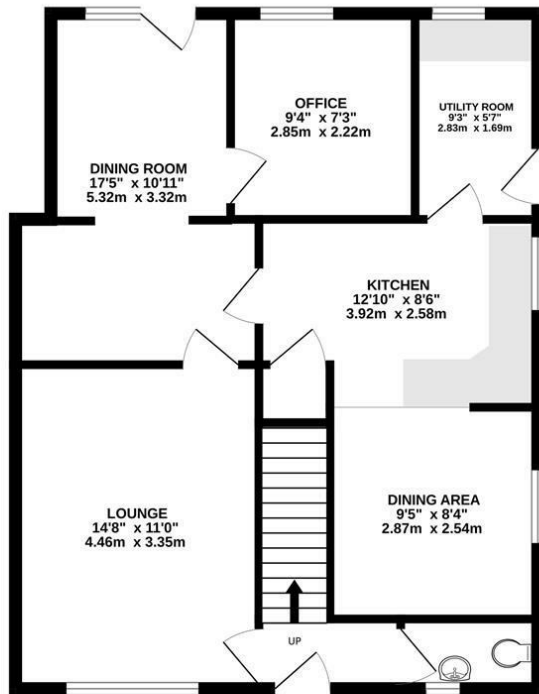 OFFICE
9'4" x 7'3"
2.85m x 2.22m
UTILITY ROOM
9'3" x 5'7"
2.83m x 1.69m
DINING ROOM
17'5" x 10'11"
5.32m x 3.32m
KITCHEN
12'10" x 8'6"
3.92m x 2.58m
LOUNGE
14'8" x 11'0"
4.46m x 3.35m
DINING AREA
9'5" x 8'4"
2.87m x 2.54m
UP